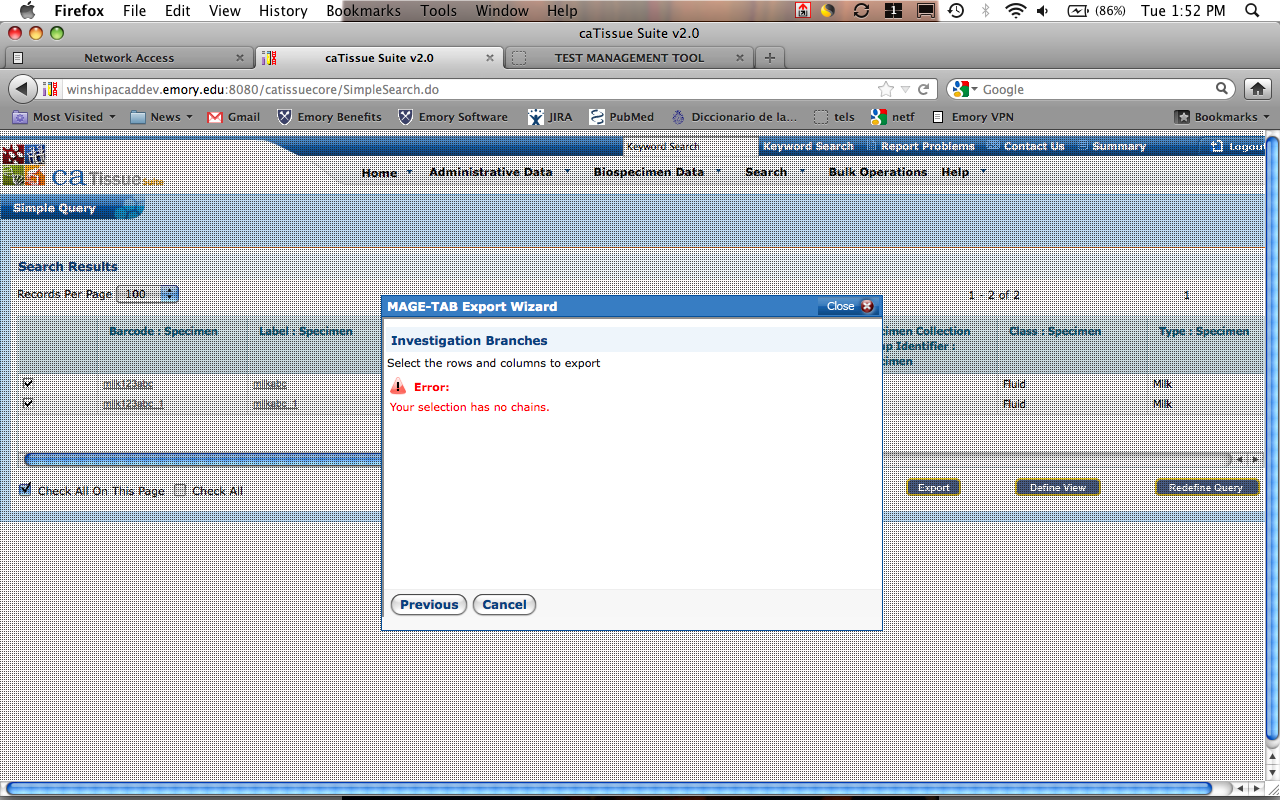 Firefox File Edit View History Bookmarks Tools Window Help 1 (86%) Tue 1:52 PM
caTissue Suite v2.0
Network Access caTissue Suite v2.0 TEST MANAGEMENT TOOL
winshipacaddev.emory.edu:8080/catissuecore/SimpleSearch.do Google
Most Visited News Gmail Emory Benefits Emory Software JIRA PubMed Diccionario de la... tels netf Emory VPN Bookmarks
Keyword Search Keyword Search Report Problems Contact Us Summary Logout
ca Tissue Suite
Home Administrative Data Biospecimen Data Search Bulk Operations Help
Simple Query
Search Results
Records Per Page 100 1 - 2 of 2 1
MAGE-TAB Export Wizard Close
Barcode : Specimen Label : Specimen imen Collection Class : Specimen Type : Specimen
up Identifier :
cimen
Investigation Branches
Select the rows and columns to export
milk123abc milkabc Fluid Milk
Error:
milk123abc_1 milkabc_1 Fluid Milk
Your selection has no chains.
Check All On This Page Check All Export Define View Redefine Query
Previous Cancel